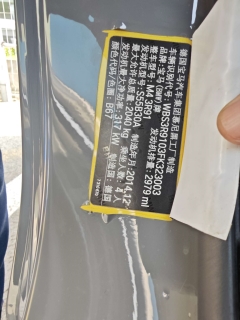 德国宝马汽车集团慕尼黑工厂制造
车辆识别代号: WBS3R9103FK323003
品牌: 宝马(BMW)牌
整车型号: M4 3R91 发动机排量: 2979 ml
发动机型号: S55B30A
最大允许总质量: 2040 kg 制造年月: 2014.12
发动机最大净功率: 317 kW 乘坐人数: 4 人
颜色代码/色画: B67 制造国: 德国